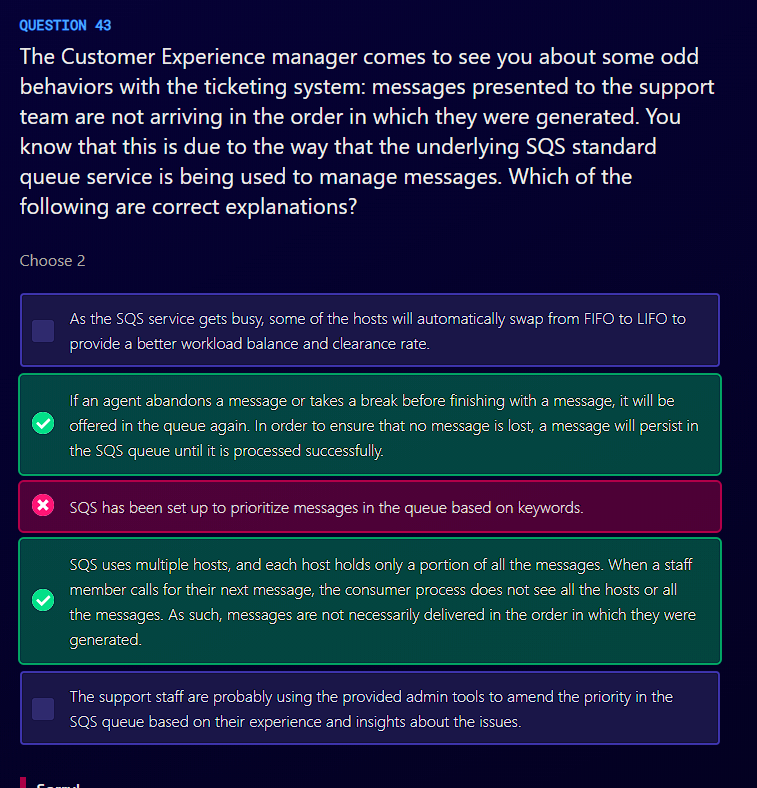 QUESTION 43
The Customer Experience manager comes to see you about some odd
behaviors with the ticketing system: messages presented to the support
team are not arriving in the order in which they were generated. You
know that this is due to the way that the underlying SQS standard
queue service is being used to manage messages. Which of the
following are correct explanations?
Choose 2
As the SQS service gets busy, some of the hosts will automatically swap from FIFO to LIFO to
provide a better workload balance and clearance rate.
If an agent abandons a message or takes a break before finishing with a message, it will be
offered in the queue again. In order to ensure that no message is lost, a message will persist in
the SQS queue until it is processed successfully.
SQS has been set up to prioritize messages in the queue based on keywords.
SQS uses multiple hosts, and each host holds only a portion of all the messages. When a staff
member calls for their next message, the consumer process does not see all the hosts or all
the messages. As such, messages are not necessarily delivered in the order in which they were
generated.
The support staff are probably using the provided admin tools to amend the priority in the
SQS queue based on their experience and insights about the issues.